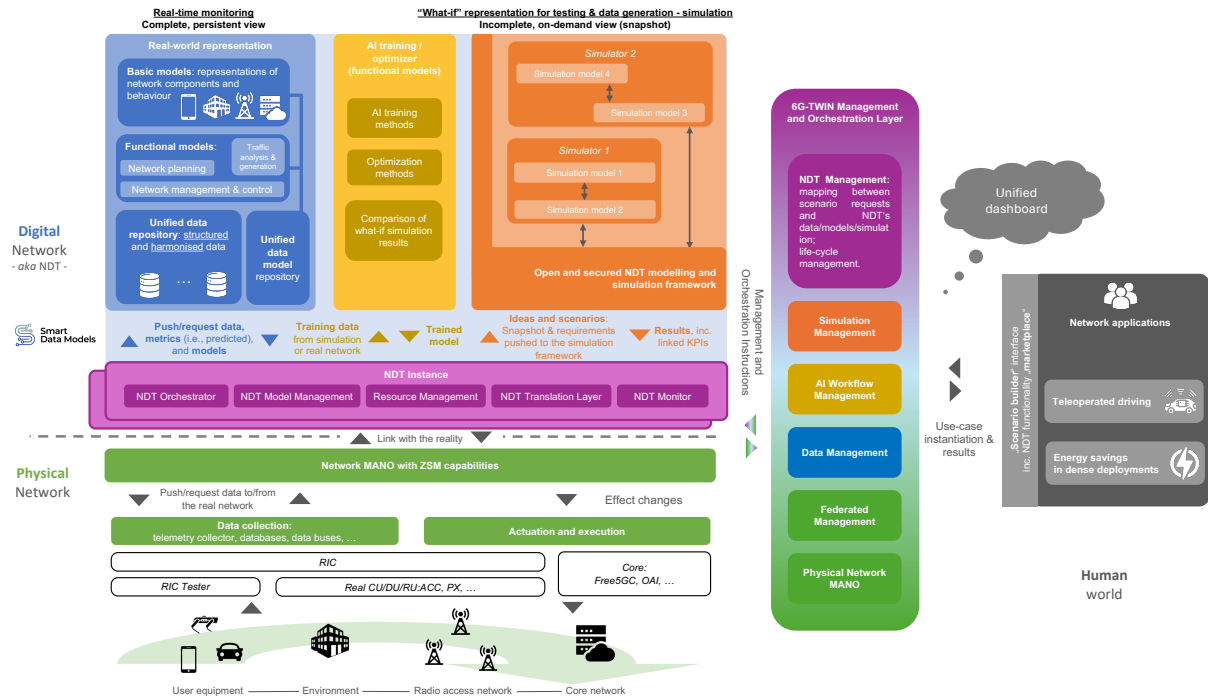 Real-time monitoring
Complete, persistent view
“What-if” representation for testing & data generation - simulation
Incomplete, on-demand view (snapshot)
Real-world representation
Basic models: representations of
network components and
behaviour
Functional models:
Traffic
analysis &
generation
Network planning
Network management & control
Unified data
repository: structured
and harmonised data
...
Unified
data model
repository
AI training /
optimizer
(functional models)
AI training
methods
Optimization
methods
Comparison of
what-if simulation
results
Simulator 2
Simulation model 4
Simulation model 3
Simulator 1
Simulation model 1
Simulation model 2
Open and secured NDT modelling and
simulation framework
Digital
Network
- aka NDT -
Smart
Data Models
Push/request data,
metrics (i.e., predicted),
and models
Training data
from simulation
or real network
Trained
model
Ideas and scenarios:
Snapshot & requirements
pushed to the simulation
framework
Results, inc.
linked KPIs
NDT Instance
NDT Orchestrator
NDT Model Management
Resource Management
NDT Translation Layer
NDT Monitor
Link with the reality
Physical
Network
Network MANO with ZSM capabilities
Push/request data to/from
the real network
Effect changes
Data collection:
telemetry collector, databases, data buses, …
Actuation and execution
RIC
RIC Tester
Real CU/DU/RU:ACC, PX, …
Core:
Free5GC, OAI, …
User equipment
Environment
Radio access network
Core network
Management and
Orchestration Instructions
6G-TWIN Management
and Orchestration Layer
NDT Management:
mapping between
scenario requests
and NDT's
data/models/simulat
ion;
life-cycle
management.
Simulation
Management
AI Workflow
Management
Data Management
Federated
Management
Physical Network
MANO
Unified
dashboard
Use-case
instantiation &
results
„Scenario builder“ interface
inc. NDT functionality „marketplace“
Network applications
Teleoperated driving
Energy savings
in dense deployments
Human
world